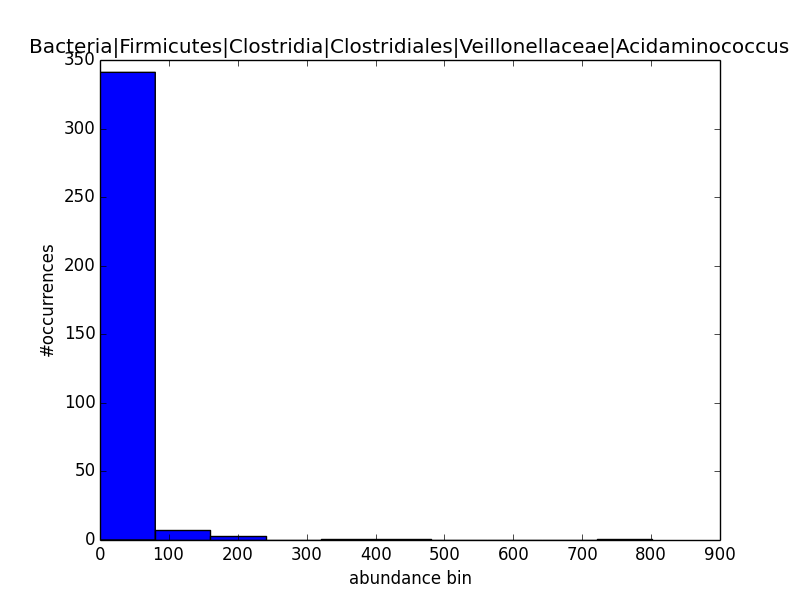 Bacteria|Firmicutes|Clostridia|Clostridiales|Veillonellaceae|Acidaminococcus
350
300
250
200
150
100
50
0
#occurrences
0 100 200 300 400 500 600 700 800 900
abundance bin